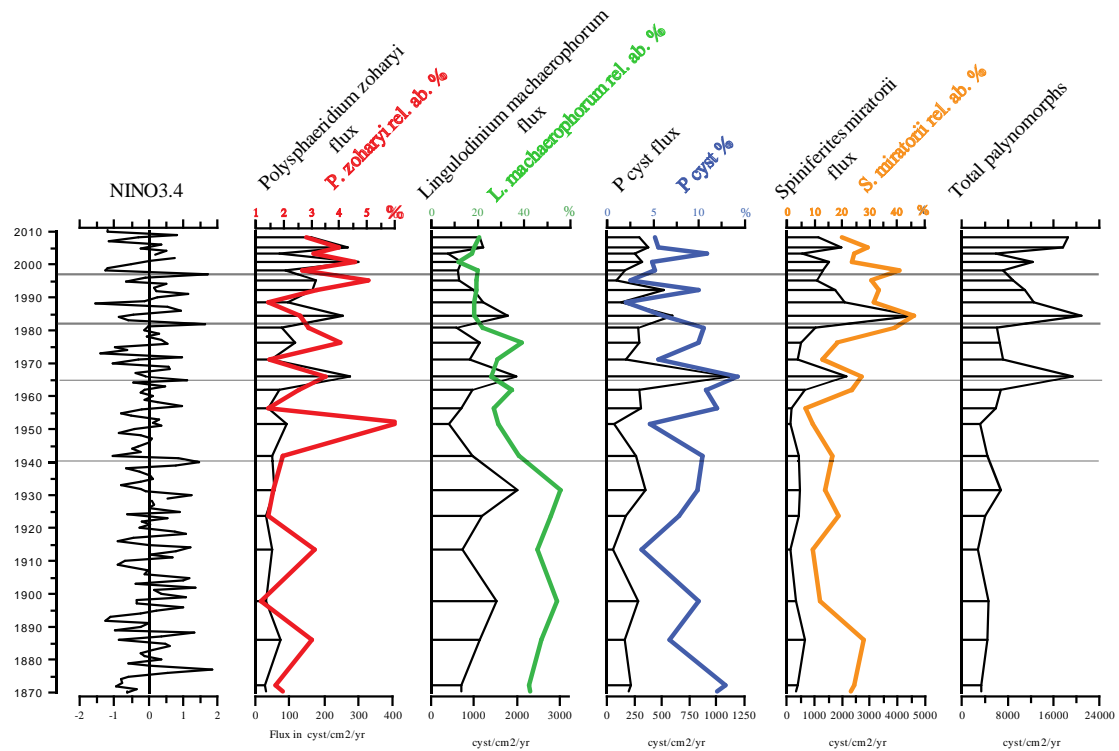 NINO3.4
Polysphaeridium zoharyi
flux
P. zoharyi rel. ab. %
Lingulodinium machaerophorum
flux
L. machaerophorum rel. ab. %
P cyst flux
P cyst %
Spiniferites miratorii
flux
S. miratorii rel. ab. %
Total palynomorphs
1 2 3 4 5 %
0 20 40 %
0 5 10 %
0 10 20 30 40 %
2010
2000
1990
1980
1970
1960
1950
1940
1930
1920
1910
1900
1890
1880
1870
-2 -1 0 1 2
0 100 200 300 400
0 1000 2000 3000
0 250 500 750 1000 1250
0 1000 2000 3000 4000 5000
0 8000 16000 24000
Flux in cyst/cm2/yr
cyst/cm2/yr
cyst/cm2/yr
cyst/cm2/yr
cyst/cm2/yr